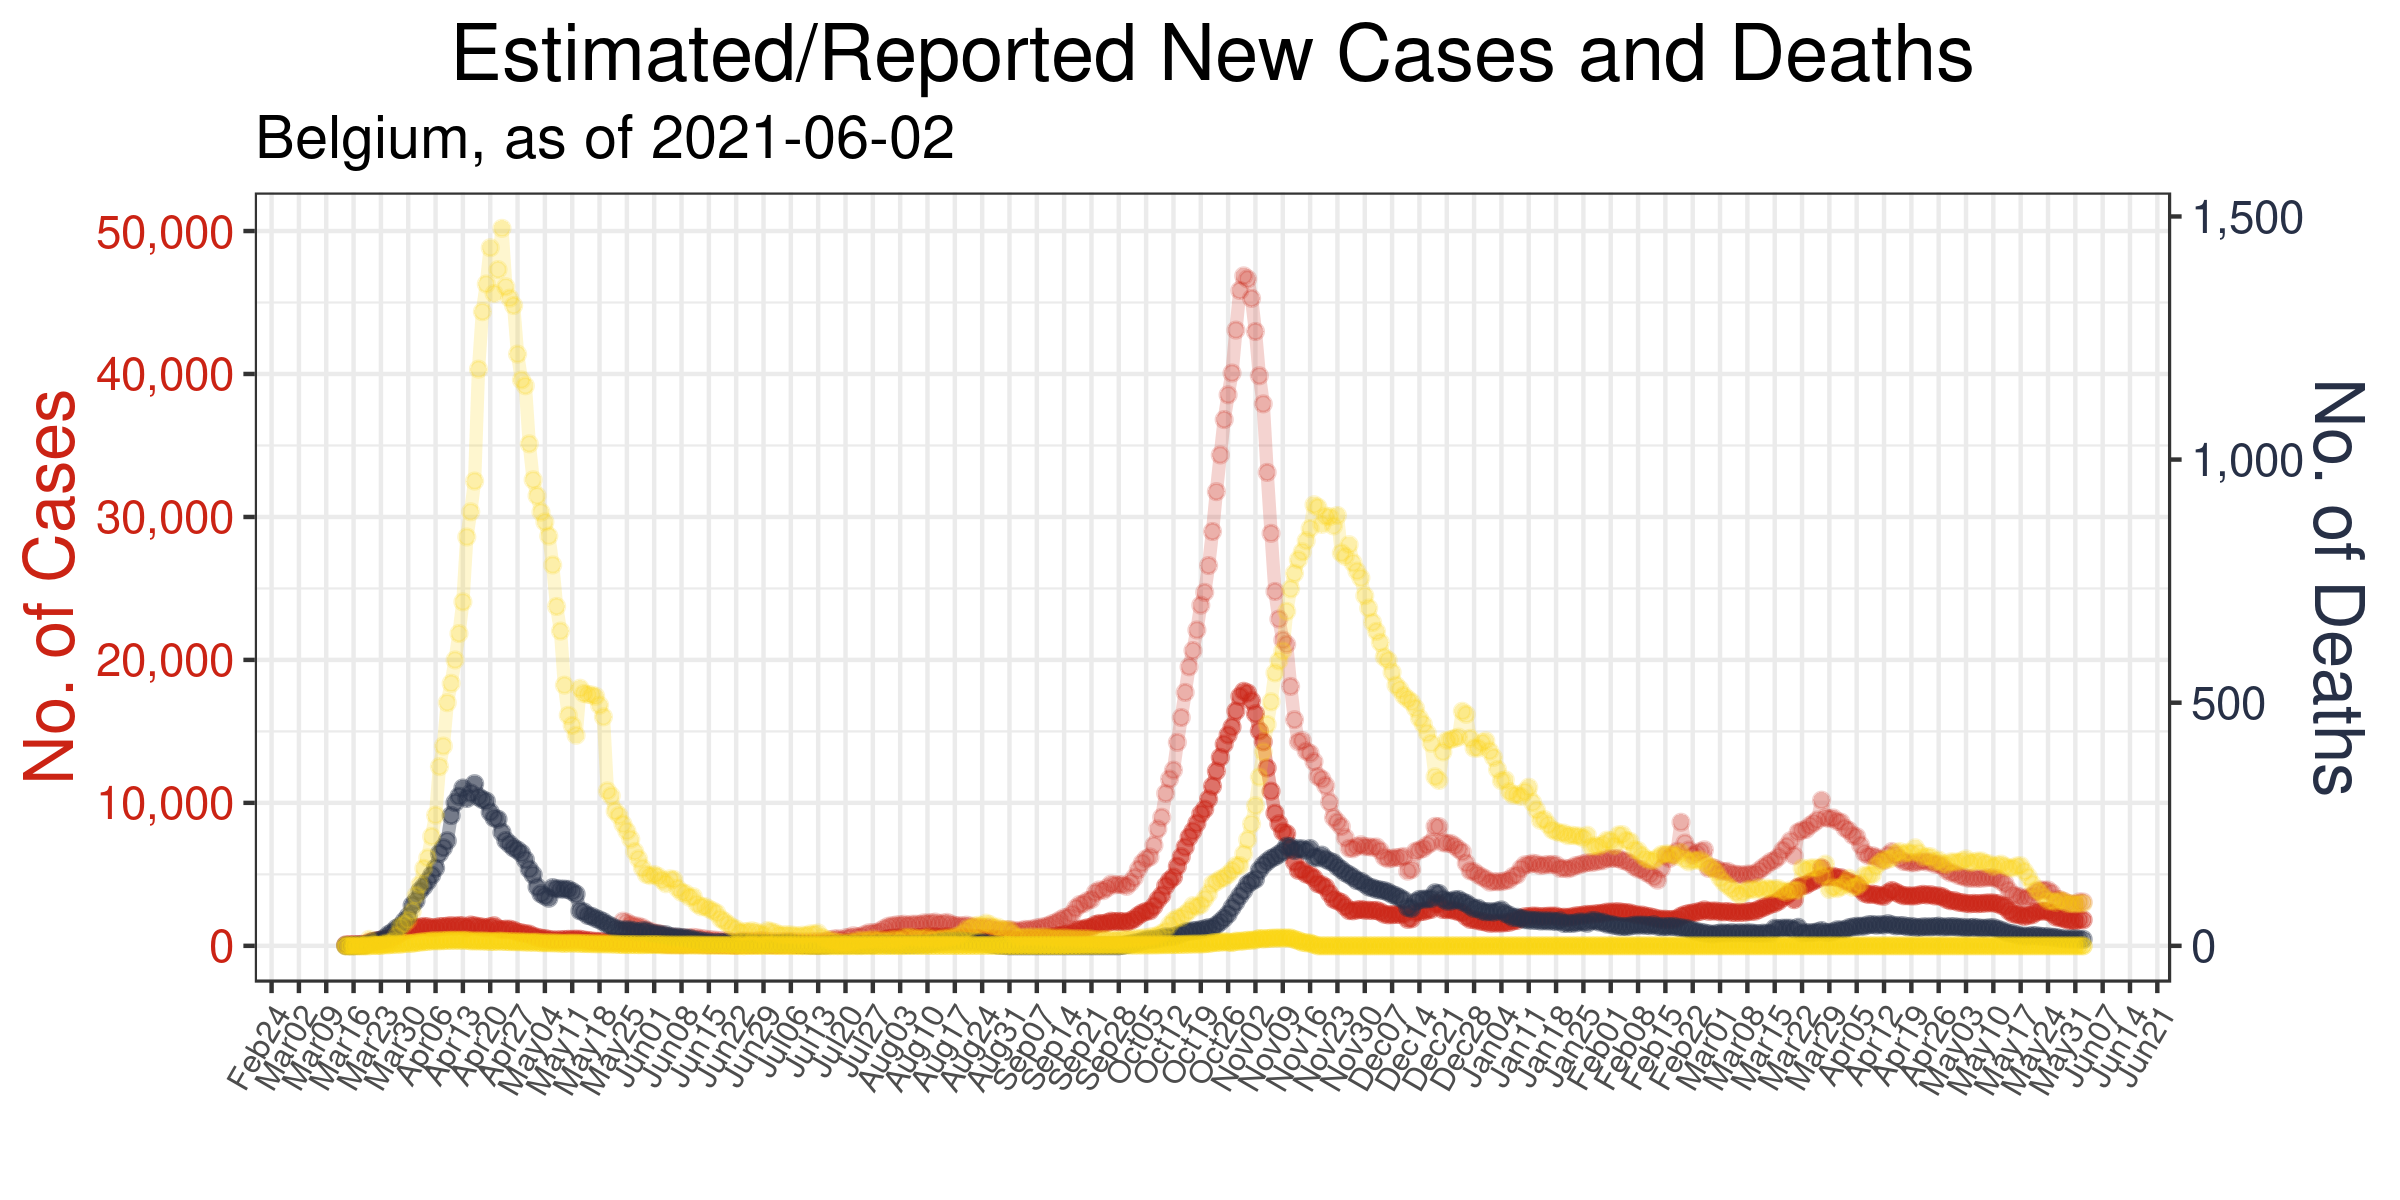 Estimated/Reported New Cases and Deaths
Belgium, as of 2021-06-02
No. of Cases
50,000
40,000
30,000
20,000
10,000
0
1,500
1,000
500
0
No. of Deaths
Feb24
Mar02
Mar09
Mar16
Mar23
Mar30
Apr06
Apr13
Apr20
Apr27
May04
May11
May18
May25
Jun01
Jun08
Jun15
Jun22
Jun29
Jul06
Jul13
Jul20
Jul27
Aug03
Aug10
Aug17
Aug24
Aug31
Sep07
Sep14
Sep21
Sep28
Oct05
Oct12
Oct19
Oct26
Nov02
Nov09
Nov16
Nov23
Nov30
Dec07
Dec14
Dec21
Dec28
Jan04
Jan11
Jan18
Jan25
Feb01
Feb08
Feb15
Feb22
Mar01
Mar08
Mar15
Mar22
Mar29
Apr05
Apr12
Apr19
Apr26
May03
May10
May17
May24
May31
Jun07
Jun14
Jun21